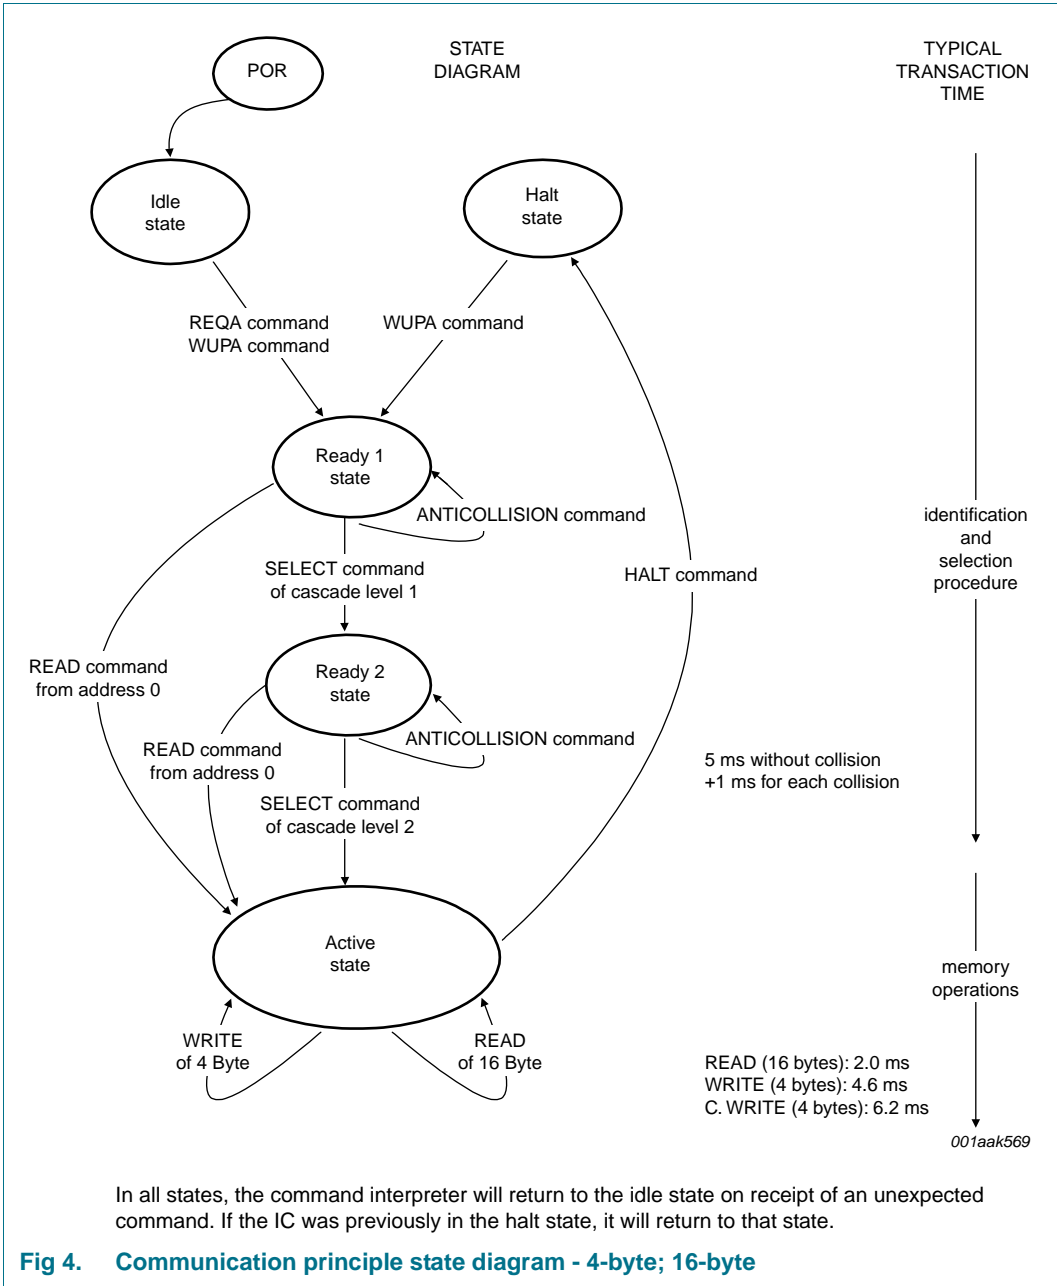 POR
STATE
DIAGRAM
TYPICAL
TRANSACTION
TIME
Idle
state
Halt
state
REQA command
WUPA command
WUPA command
Ready 1
state
ANTICOLLISION command
identification
and
selection
procedure
SELECT command
of cascade level 1
HALT command
READ command
from address 0
Ready 2
state
ANTICOLLISION command
READ command
from address 0
5 ms without collision
+1 ms for each collision
SELECT command
of cascade level 2
Active
state
memory
operations
WRITE
of 4 Byte
READ
of 16 Byte
READ (16 bytes): 2.0 ms
WRITE (4 bytes): 4.6 ms
C. WRITE (4 bytes): 6.2 ms
001aak569
In all states, the command interpreter will return to the idle state on receipt of an unexpected
command. If the IC was previously in the halt state, it will return to that state.
Fig 4. Communication principle state diagram - 4-byte; 16-byte